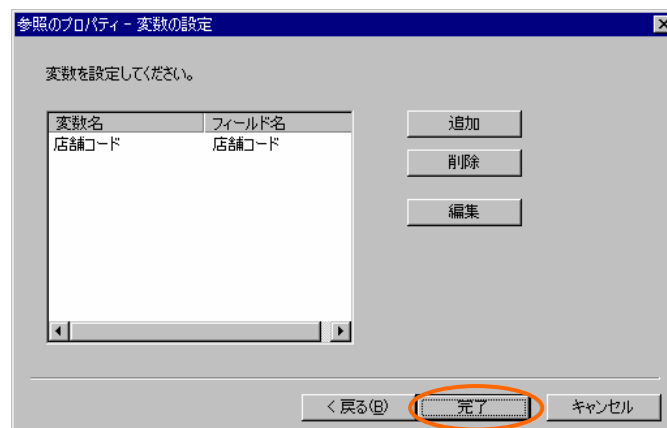 参照のプロパティ - 変数の設定
変数を設定してください。
変数名 フィールド名
店舗コード 店舗コード
追加
削除
編集
< 戻る(B) 完了 キャンセル